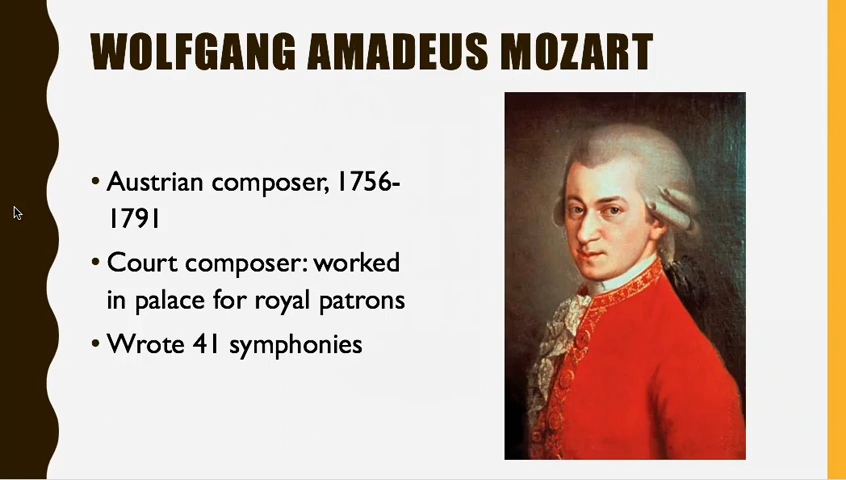 WOLFGANG AMADEUS MOZART
• Austrian composer, 1756-
1791
• Court composer: worked
in palace for royal patrons
• Wrote 41 symphonies